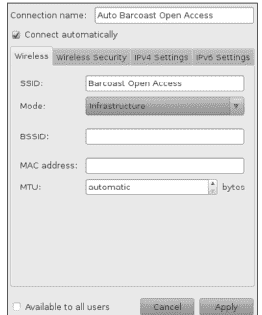 Connection name: Auto Barcoast Open Access
Connect automatically
Wireless Wireless Security IPv4 Settings IPv6 Settings
SSID: Barcoast Open Access
Mode: Infrastructure
BSSID:
MAC address:
MTU: automatic bytes
Available to all users Cancel Apply